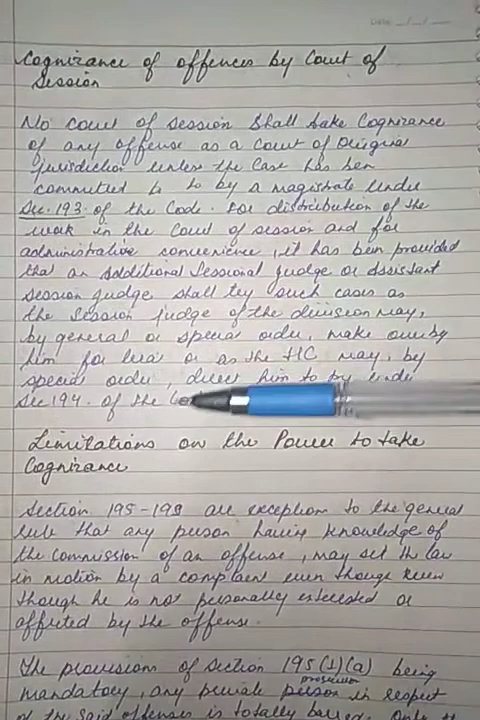 Date
Cognizance of offences by Court of
Session
No court of session shall take Cognizance
of any offense as a court of Original
jurisdiction unless the case has ben
committed to to by a magistrate under
Sec. 193 of the Code. For distribution of the
work in the Court of session and for
administrative convenience, it has been provided
that an Additional Sessional judge or Assistant
Session judge shall try such cases as
the Session judge of the division may,
by general or special order, make over by
him for or as the HC may, by
special order, direct him to try under
Sec 194. of the
Limitations on the Power to take
Cognizance
Section 195-199 are exception to the general
rule that any person having knowledge of
the commission of an offense, may set the law
in motion by a complaint even though
though he is not personally interested or
affected by the offense.
The provisions of Section 195(1)(a) being
mandatory, any private person in respect
of the said offenses is totally barred. Only